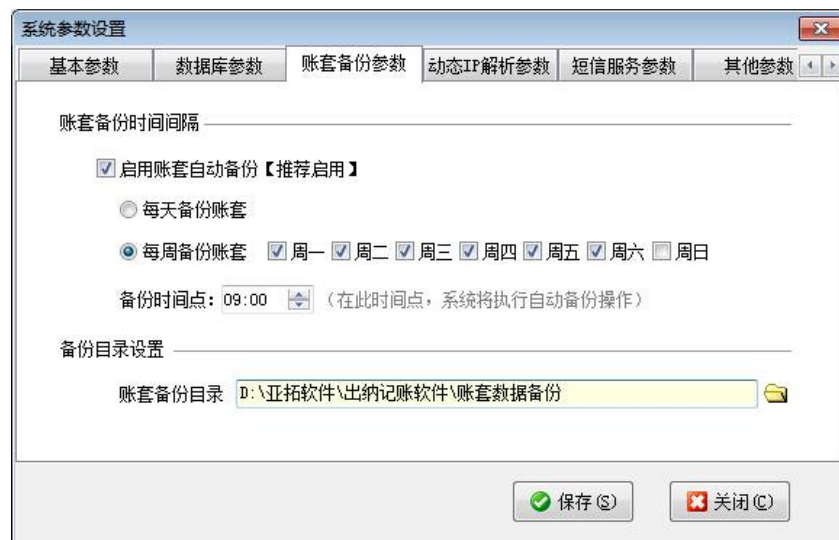 系统参数设置
基本参数 数据库参数 账套备份参数 动态IP解析参数 短信服务参数 其他参数
账套备份时间间隔
启用账套自动备份【推荐启用】
每天备份账套
每周备份账套 周一 周二 周三 周四 周五 周六 周日
备份时间点：09:00 （在此时间点，系统将执行自动备份操作）
备份目录设置
账套备份目录 D:\亚拓软件\出纳记账软件\账套数据备份
保存(S) 关闭(C)